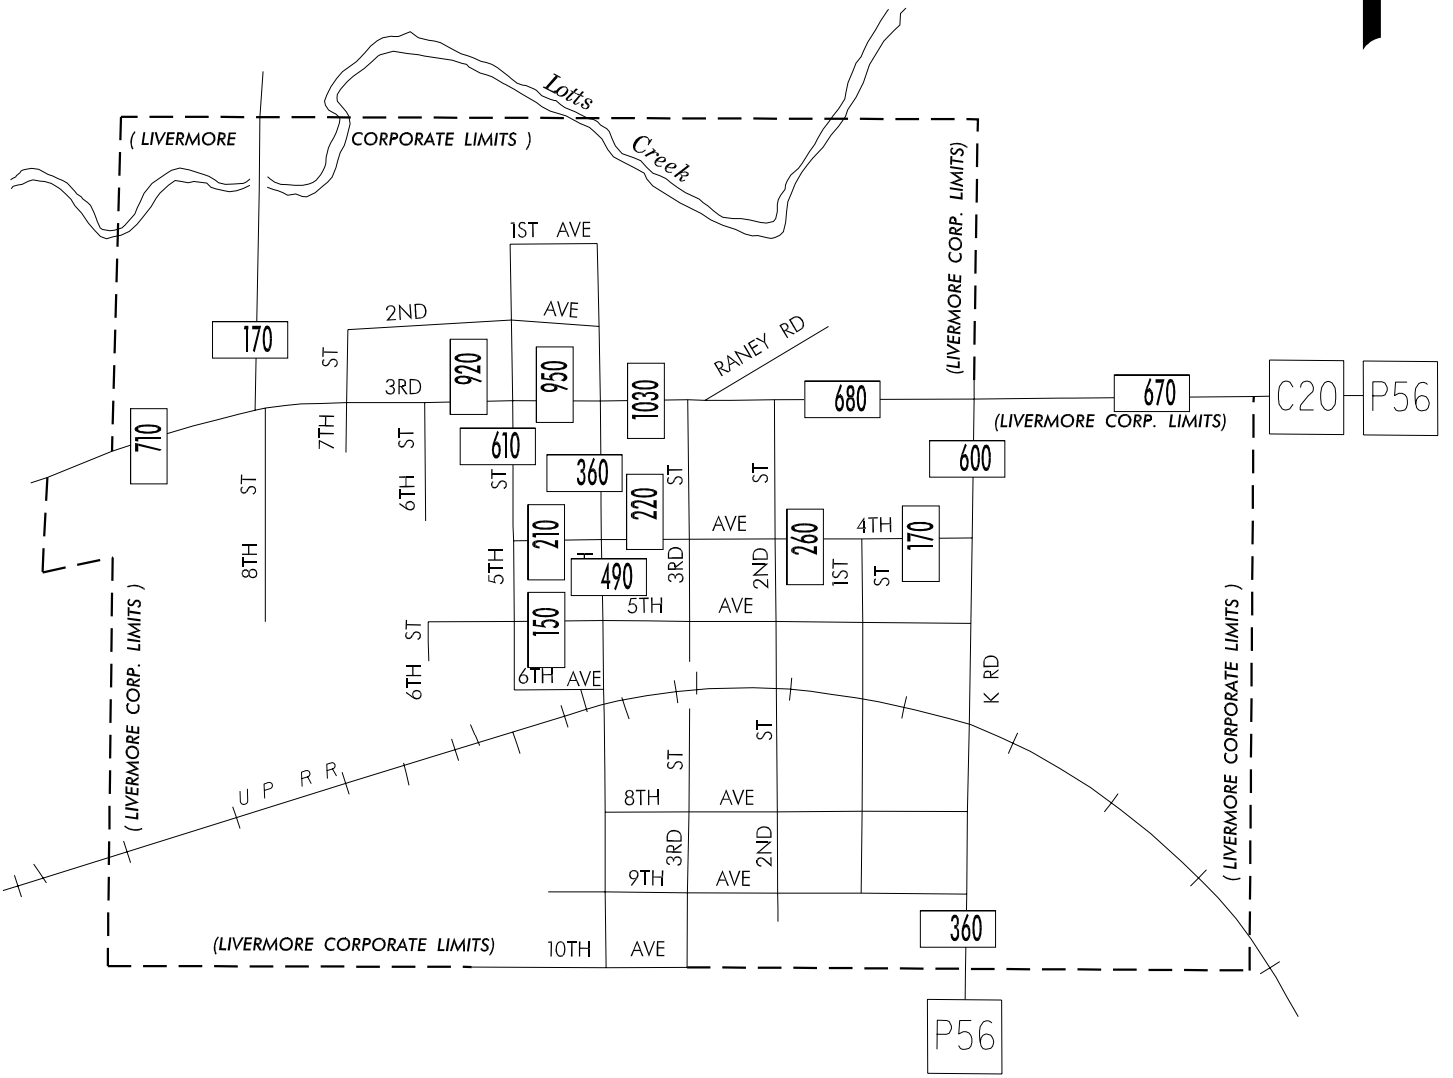 Lotts
Creek
( LIVERMORE CORPORATE LIMITS )
(LIVERMORE CORP. LIMITS)
1ST AVE
2ND AVE
RANEY RD
170
ST
7TH
3RD
920
950
1030
680
670
C20
P56
(LIVERMORE CORP. LIMITS)
710
610
360
600
ST
8TH
ST
6TH
ST
5TH
220
ST
3RD
ST
2ND
210
AVE
260
4TH
170
490
1ST
ST
150
5TH AVE
ST
6TH
6TH AVE
K RD
( LIVERMORE CORP. LIMITS )
( LIVERMORE CORPORATE LIMITS )
UP RR
ST
3RD
ST
2ND
8TH AVE
9TH AVE
360
(LIVERMORE CORPORATE LIMITS)
10TH AVE
P56